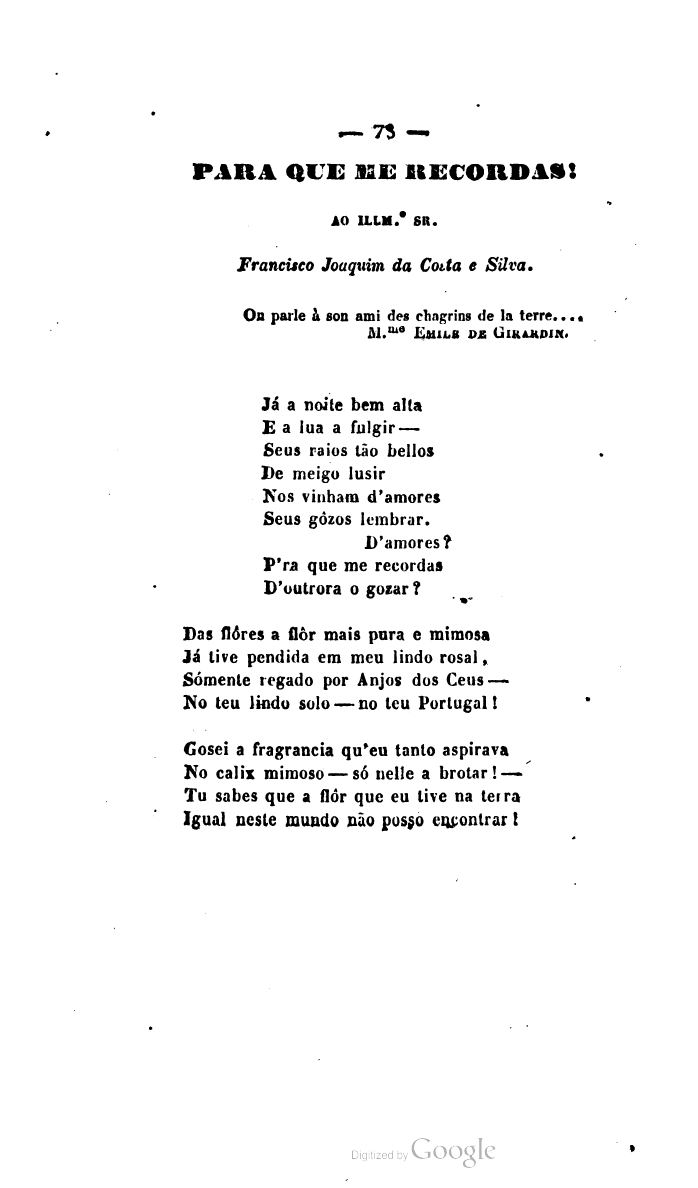 — 73 —
PARA QUE ME RECORDAS!
AO ILLM.º SR.
Francisco Joaquim da Costa e Silva.
On parle à son ami des chagrins de la terre....
M.me EMILE DE GIRARDIN.
Já a noite bem alta
E a lua a fulgir—
Seus raios tão bellos
De meigo lusir
Nos vinham d'amores
Seus gôzos lembrar.
D'amores?
P'ra que me recordas
D'outrora o gozar?
Das flôres a flôr mais pura e mimosa
Já tive pendida em meu lindo rosal,
Sómente regado por Anjos dos Ceus—
No teu lindo solo—no teu Portugal!
Gosei a fragrancia qu'eu tanto aspirava
No calix mimoso—só nelle a brotar!—
Tu sabes que a flôr que eu tive na terra
Igual neste mundo não posso encontrar!
Digitized by Google